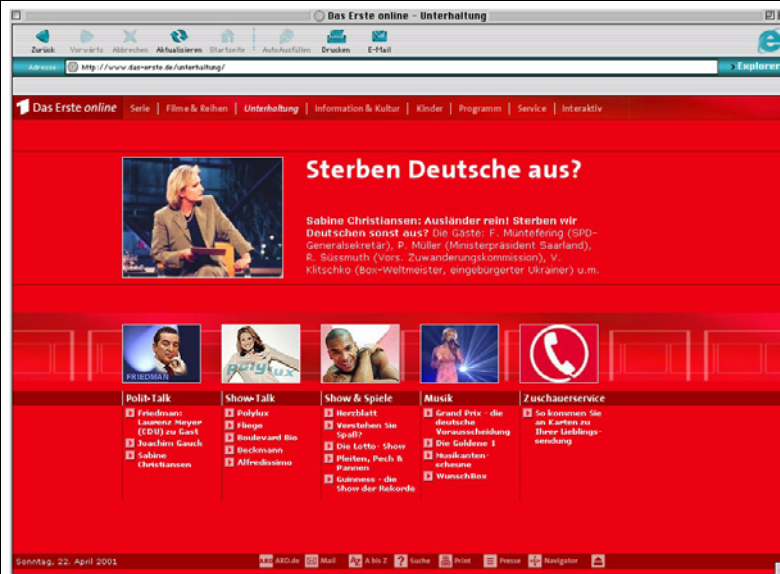 Das Erste online - Unterhaltung
Zurück Vorwärts Abbrechen Aktualisieren Startseite AutoAusfüllen Drucken E-Mail
Adresse http://www.das-erste.de/unterhaltung/ Explorer
Das Erste online Serie | Filme & Reihen | Unterhaltung | Information & Kultur | Kinder | Programm | Service | Interaktiv
Sterben Deutsche aus?
Sabine Christiansen: Ausländer rein! Sterben wir
Deutschen sonst aus? Die Gäste: F. Müntefering (SPD-
Generalsekretär), P. Müller (Ministerpräsident Saarland),
R. Süssmuth (Vors. Zuwanderungskommission), V.
Klitschko (Box-Weltmeister, eingebürgerter Ukrainer) u.m.
FRIEDMAN
polylux
Polit-Talk
Friedman:
Laurenz Meyer
(CDU) zu Gast
Joachim Gauck
Sabine
Christiansen
Show-Talk
Polylux
Fliege
Boulevard Bio
Beckmann
Alfredissimo
Show & Spiele
Herzblatt
Verstehen Sie
Spaß?
Die Lotto-Show
Pleiten, Pech &
Pannen
Guinness - die
Show der Rekorde
Musik
Grand Prix - die
deutsche
Vorausscheidung
Die Goldene 1
Musikanten-
scheune
WunschBox
Zuschauerservice
So kommen Sie
an Karten zu
Ihrer Lieblings-
sendung
Sonntag, 22. April 2001 ARD ARD.de Mail AZ A bis Z ? Suche Print Presse Navigator